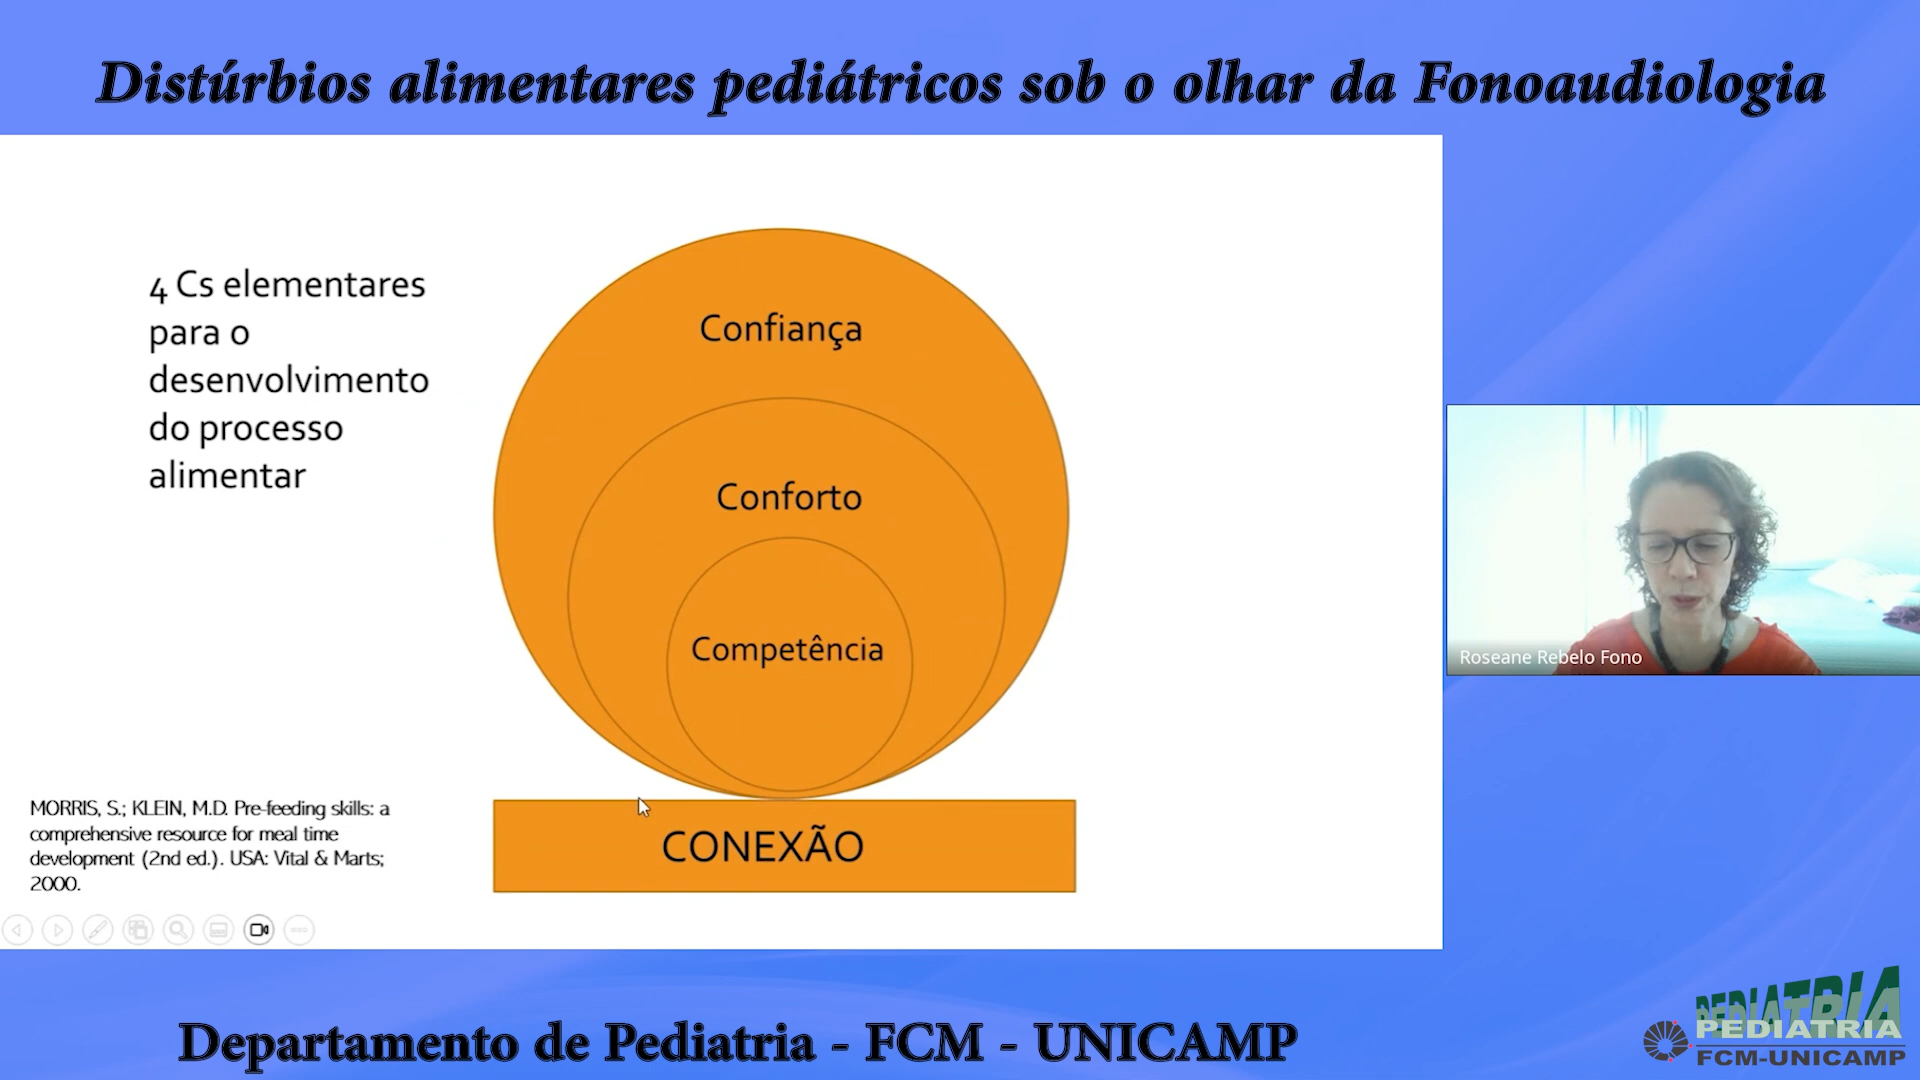 Distúrbios alimentares pediátricos sob o olhar da Fonoaudiologia
4 Cs elementares
para o
desenvolvimento
do processo
alimentar
Confiança
Conforto
Competência
CONEXÃO
MORRIS, S.; KLEIN, M.D. Pre-feeding skills: a
comprehensive resource for meal time
development (2nd ed.). USA: Vital & Marts;
2000.
Roseane Rebelo Fono
Departamento de Pediatria - FCM - UNICAMP
PEDIATRIA
PEDIATRIA
FCM-UNICAMP